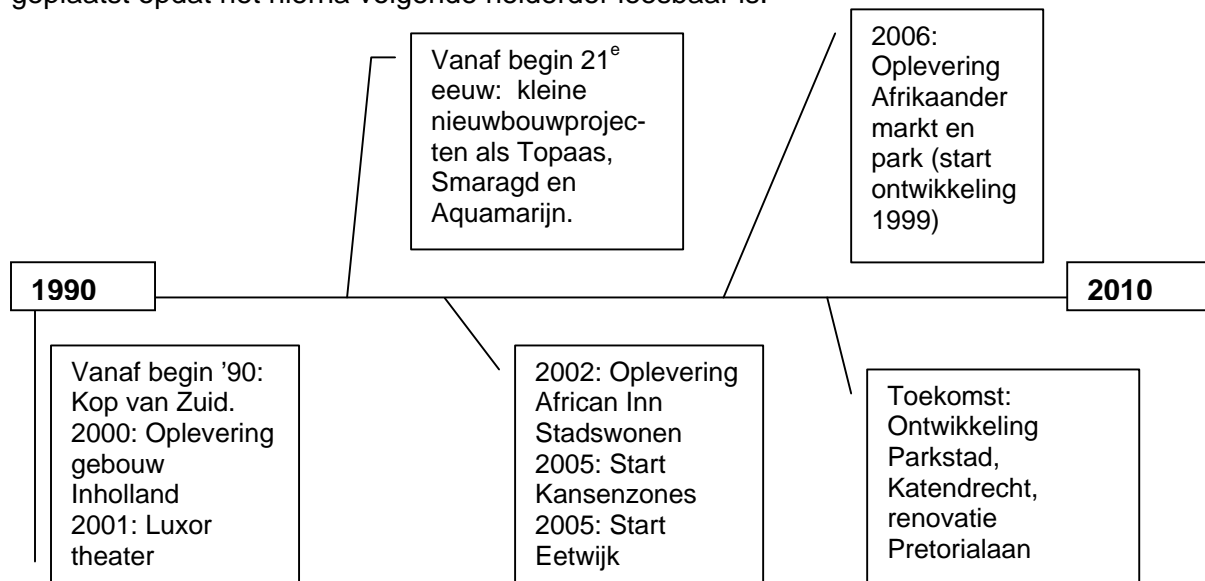 geplaatst opdat het hierna volgende helderder leesbaar is.
Vanaf begin 21e
eeuw: kleine
nieuwbouwprojec-
ten als Topaas,
Smaragd en
Aquamarijn.
2006:
Oplevering
Afrikaander
markt en
park (start
ontwikkeling
1999)
1990
2010
Vanaf begin ’90:
Kop van Zuid.
2000: Oplevering
gebouw
Inholland
2001: Luxor
theater
2002: Oplevering
African Inn
Stadswonen
2005: Start
Kansenzones
2005: Start
Eetwijk
Toekomst:
Ontwikkeling
Parkstad,
Katendrecht,
renovatie
Pretorialaan